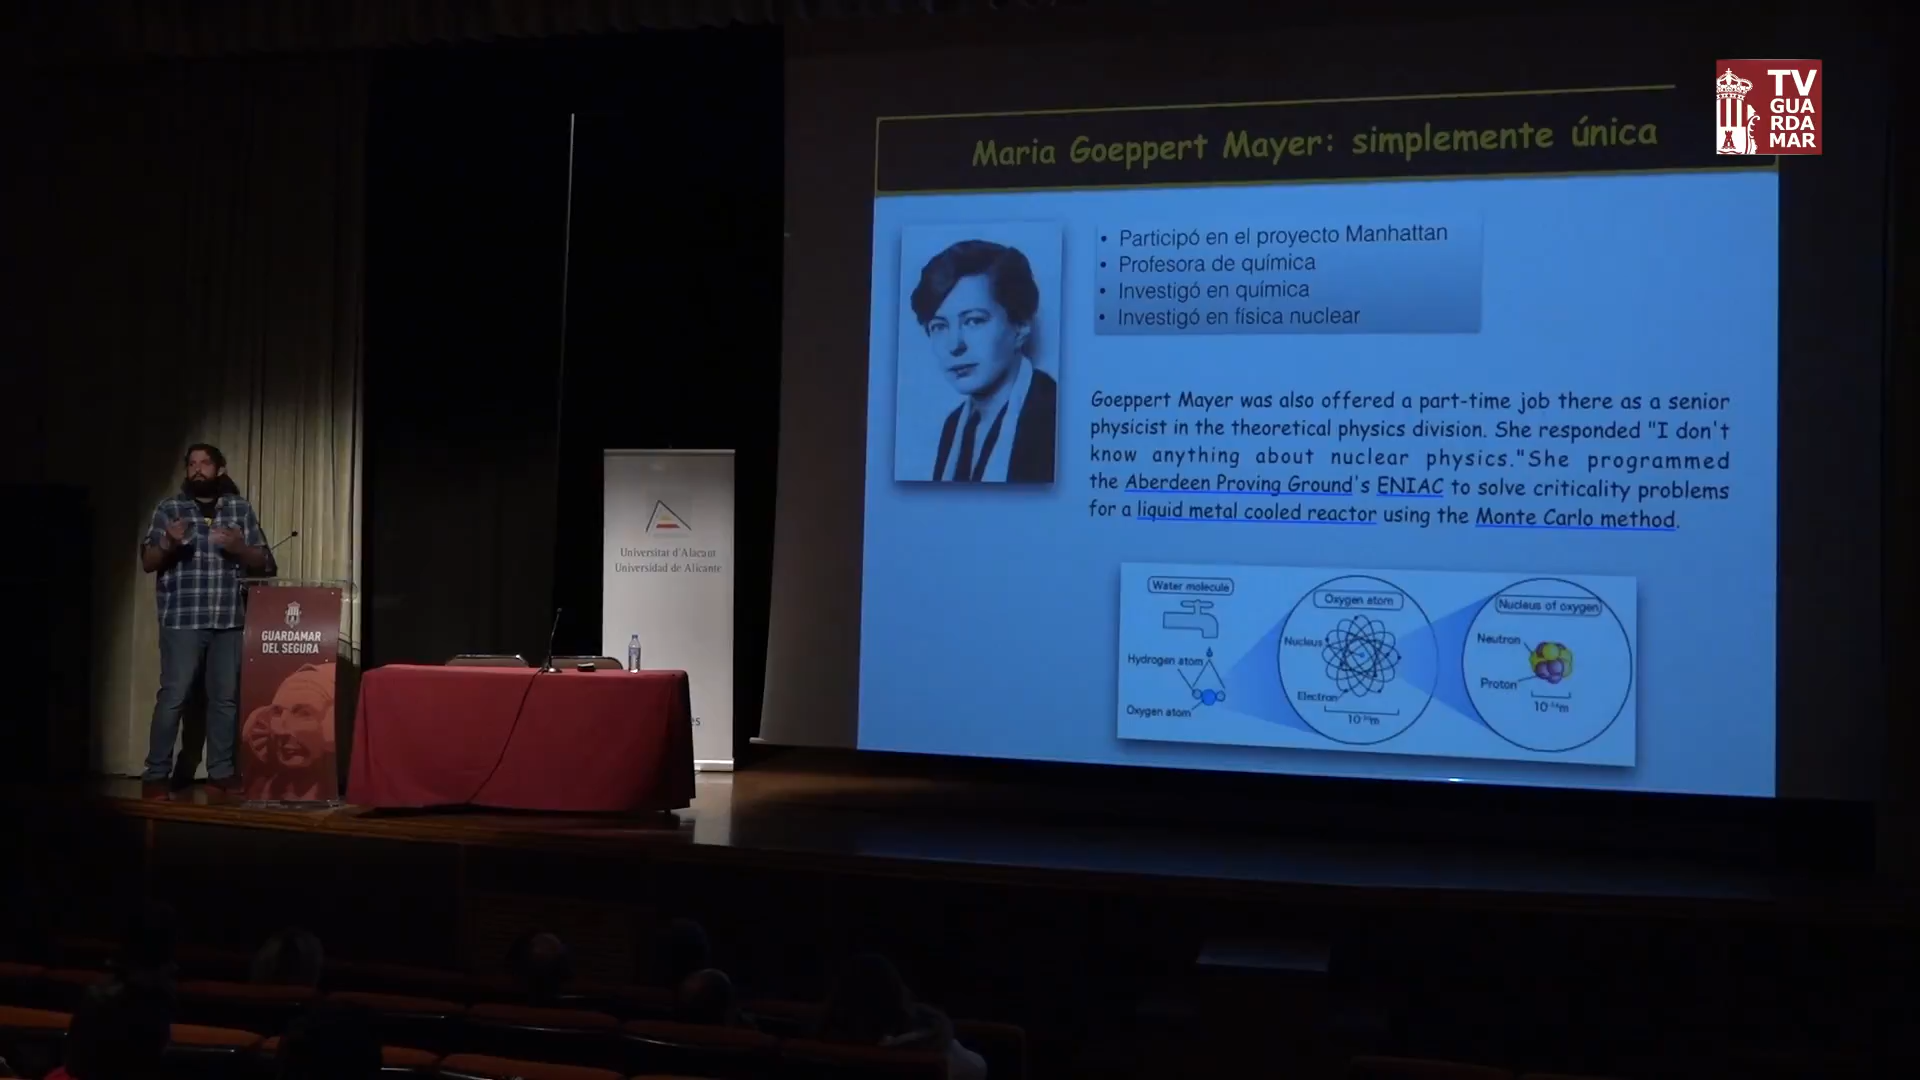 TV
GUA
RDA
MAR
Maria Goeppert Mayer: simplemente única
• Participó en el proyecto Manhattan
• Profesora de química
• Investigó en química
• Investigó en física nuclear
Goeppert Mayer was also offered a part-time job there as a senior
physicist in the theoretical physics division. She responded "I don't
know anything about nuclear physics."She programmed
the Aberdeen Proving Ground's ENIAC to solve criticality problems
for a liquid metal cooled reactor using the Monte Carlo method.
Water molecule
Hydrogen atom
Oxygen atom
Oxygen atom
Nucleus
Electron
Nucleus of oxygen
Neutron
Proton
Universitat d'Alacant
Universidad de Alicante
GUARDAMAR
DEL SEGURA